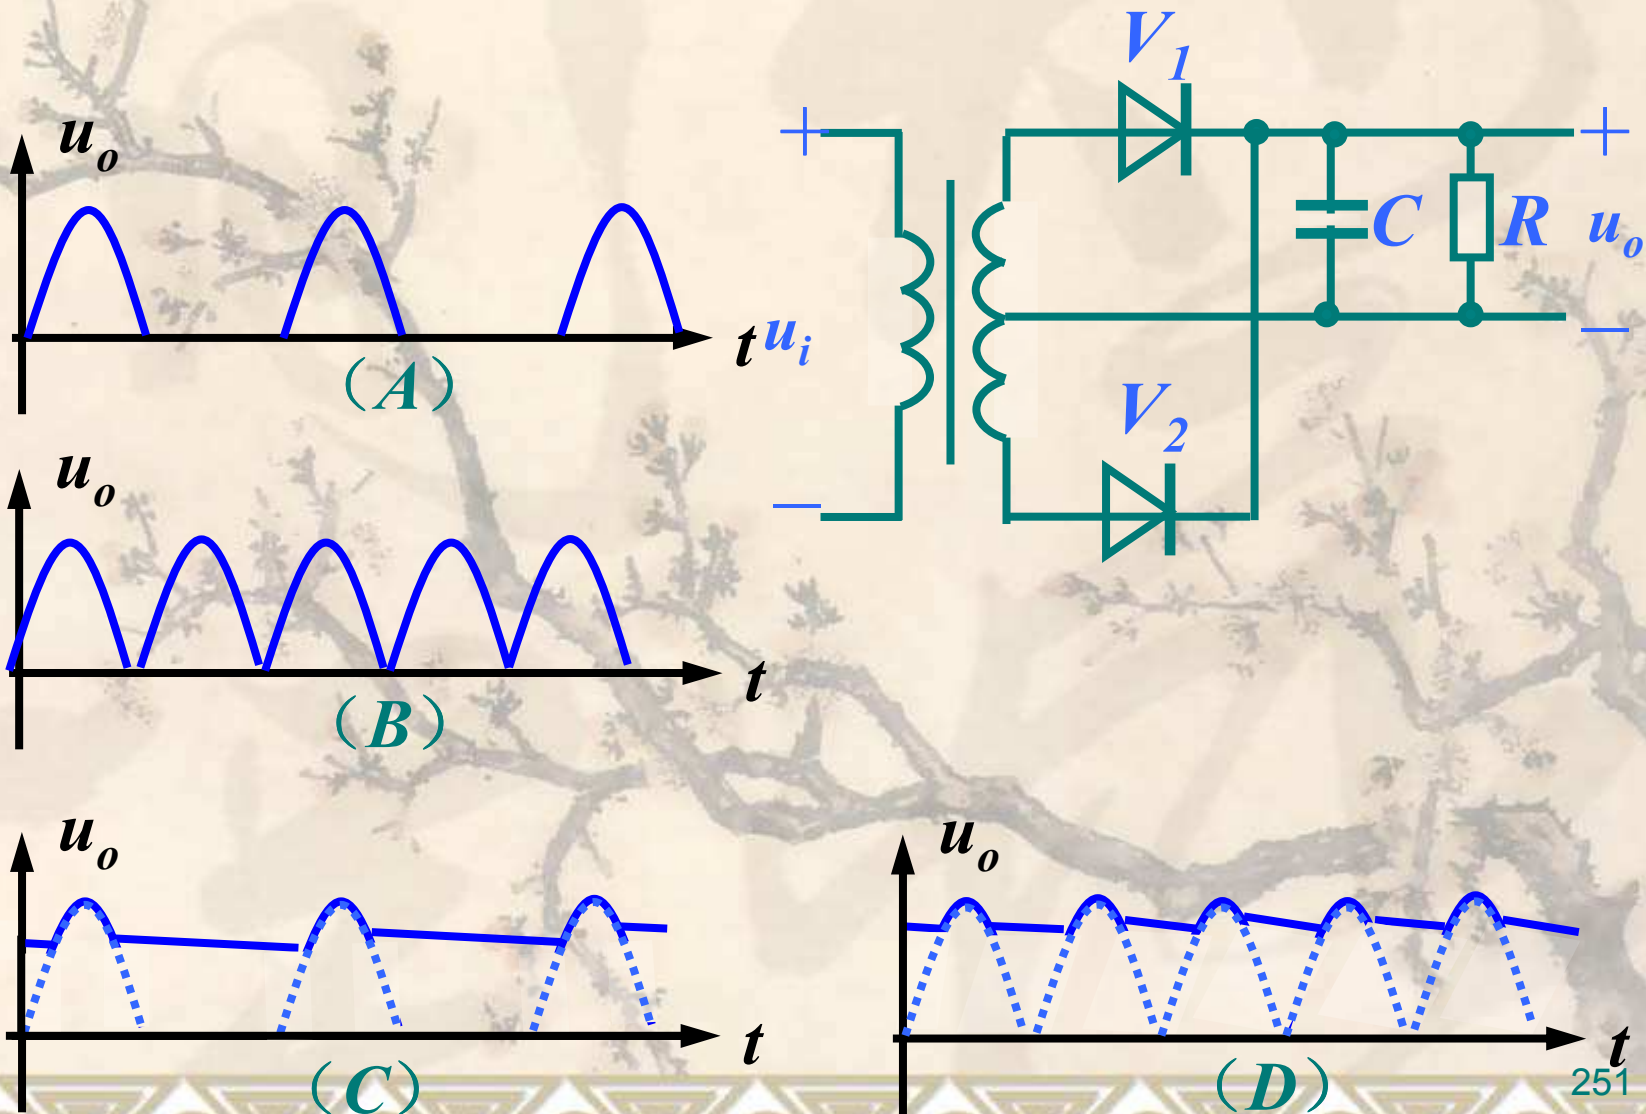 u_o
t
(A)
u_o
t
(B)
u_o
t
(C)
V_1
+
+
C
R
u_o
u_i
—
V_2
—
u_o
t
(D)
251